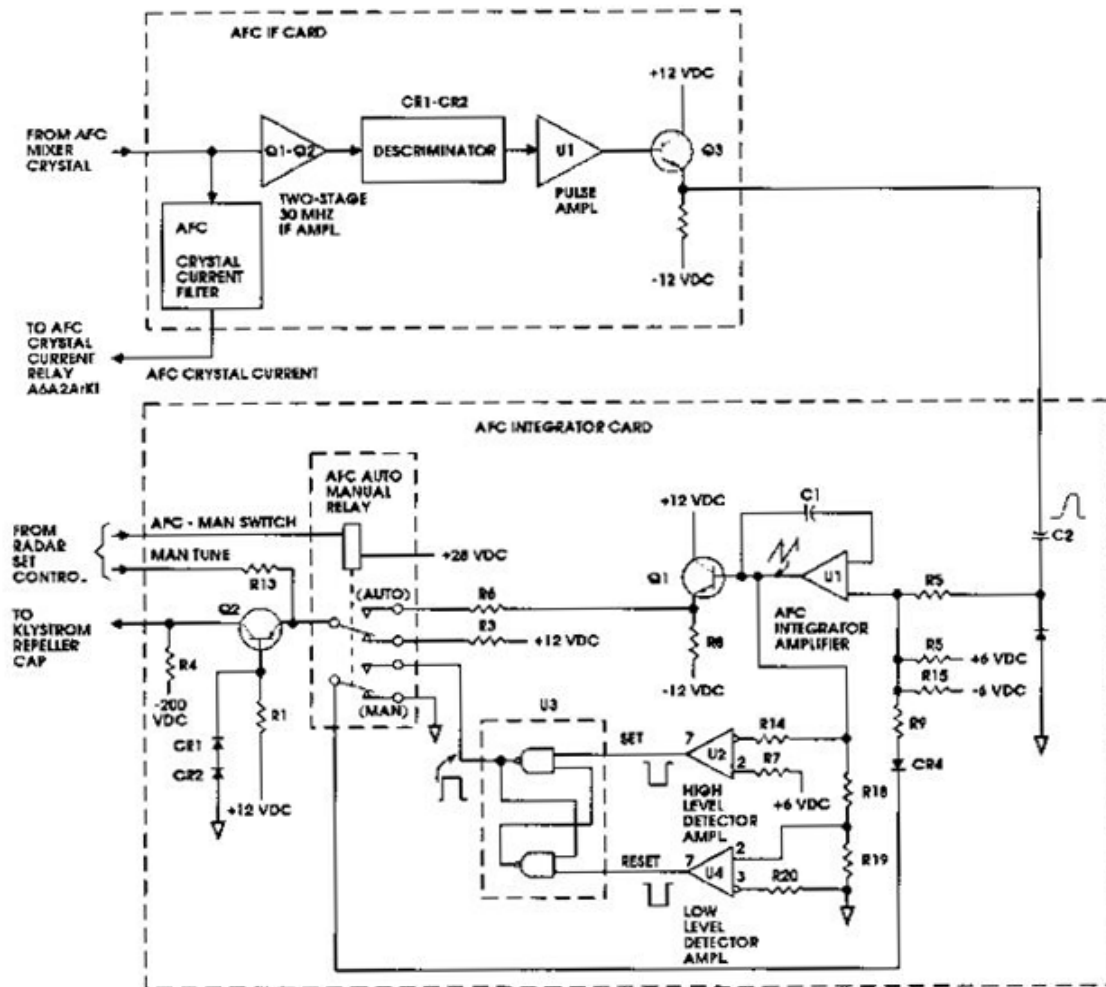 AFC IF CARD
+12 VDC
CR1-CR2
FROM AFC
MIXER
CRYSTAL
Q1-Q2
DESCRIMINATOR
U1
Q3
TWO-STAGE
30 MHZ
IF AMPL.
PULSE
AMPL
AFC
CRYSTAL
CURRENT
FILTER
-12 VDC
TO AFC
CRYSTAL
CURRENT
RELAY
A6A2ArK1
AFC CRYSTAL CURRENT
AFC INTEGRATOR CARD
AFC AUTO
MANUAL
RELAY
+12 VDC
C1
C2
FROM
RADAR
SET
CONTROL
AFC - MAN SWITCH
MAN TUNE
R13
+28 VDC
Q1
U1
R5
(AUTO)
R6
AFC
INTEGRATOR
AMPLIFIER
TO
KLYSTROM
REPELLER
CAP
Q2
R3
+12 VDC
R8
-12 VDC
R5
+6 VDC
R15
-6 VDC
R4
-200
VDC
R1
(MAN)
U3
R9
CR4
SET
7
U2
R14
2
R7
+6 VDC
CR1
CR2
+12 VDC
HIGH
LEVEL
DETECTOR
AMPL.
R18
RESET
7
U4
2
3
R20
R19
LOW
LEVEL
DETECTOR
AMPL.